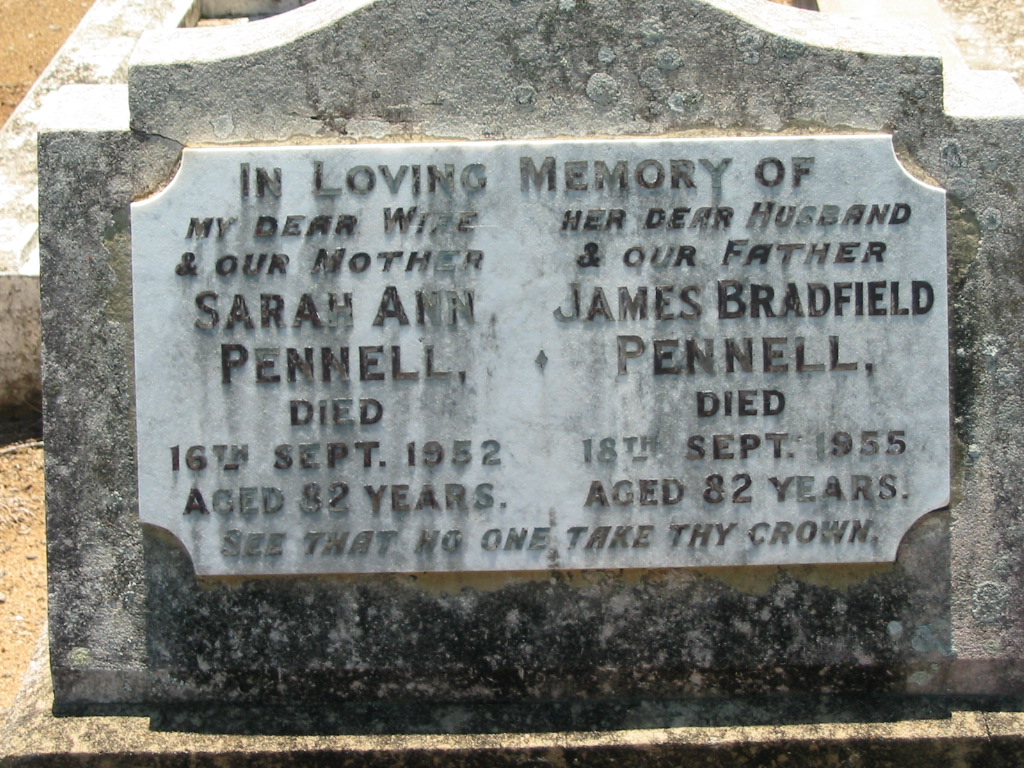 IN LOVING MEMORY OF
MY DEAR WIFE
& OUR MOTHER
SARAH ANN
PENNELL,
DIED
16TH SEPT. 1952
AGED 82 YEARS.
HER DEAR HUSBAND
& OUR FATHER
JAMES BRADFIELD
PENNELL,
DIED
18TH SEPT. 1955
AGED 82 YEARS.
SEE THAT NO ONE TAKE THY CROWN.